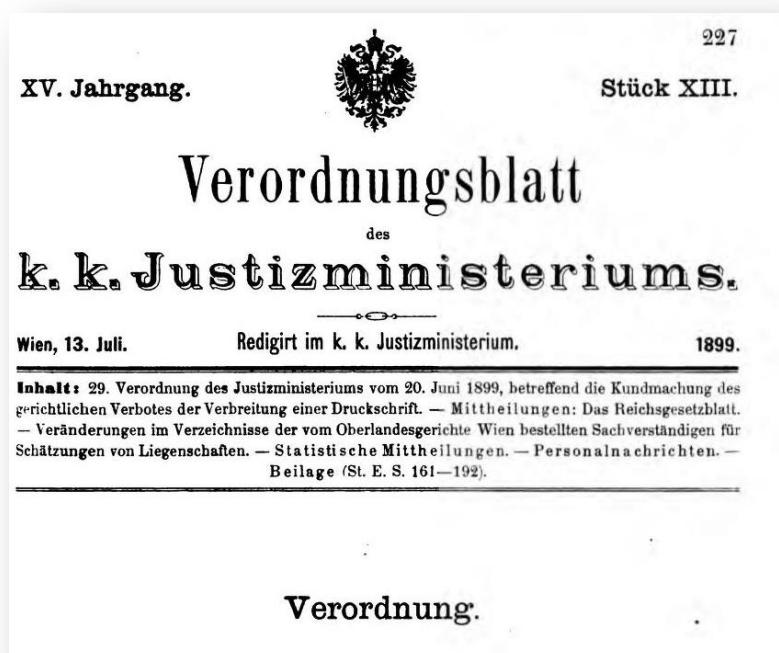 227
XV. Jahrgang.
Stück XIII.
Verordnungsblatt
des
k. k. Justizministeriums.
Wien, 13. Juli.
Redigirt im k. k. Justizministerium.
1899.
Inhalt: 29. Verordnung des Justizministeriums vom 20. Juni 1899, betreffend die Kundmachung des
gerichtlichen Verbotes der Verbreitung einer Druckschrift. — Mittheilungen: Das Reichsgesetzblatt.
— Veränderungen im Verzeichnisse der vom Oberlandesgerichte Wien bestellten Sachverständigen für
Schätzungen von Liegenschaften. — Statistische Mittheilungen. — Personalnachrichten. —
Beilage (St. E. S. 161—192).
Verordnung.